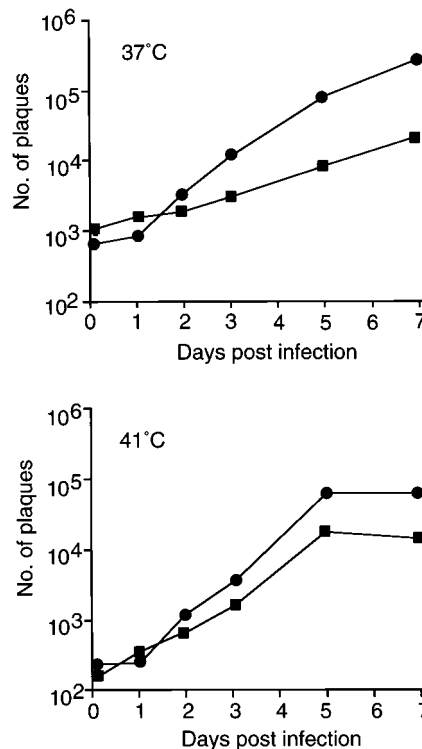 37°C
No. of plaques
10⁶
10⁵
10⁴
10³
10²
0 1 2 3 4 5 6 7
Days post infection
41°C
No. of plaques
10⁶
10⁵
10⁴
10³
10²
0 1 2 3 4 5 6 7
Days post infection